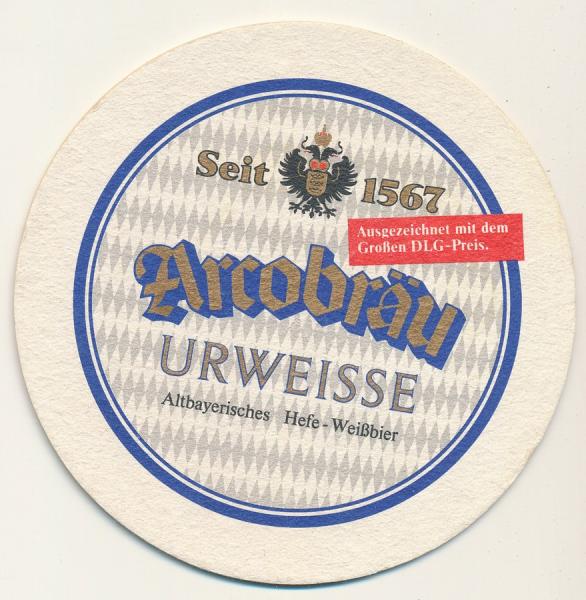 Seit 1567
Ausgezeichnet mit dem
Großen DLG-Preis.
Arcobräu
URWEISSE
Altbayerisches Hefe-Weißbier